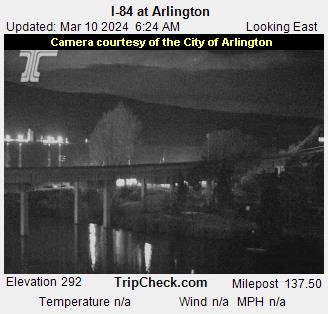 I-84 at Arlington
Updated: Mar 10 2024 6:24 AM Looking East
Camera courtesy of the City of Arlington
Elevation 292 TripCheck.com Milepost 137.50
Temperature n/a Wind n/a MPH n/a